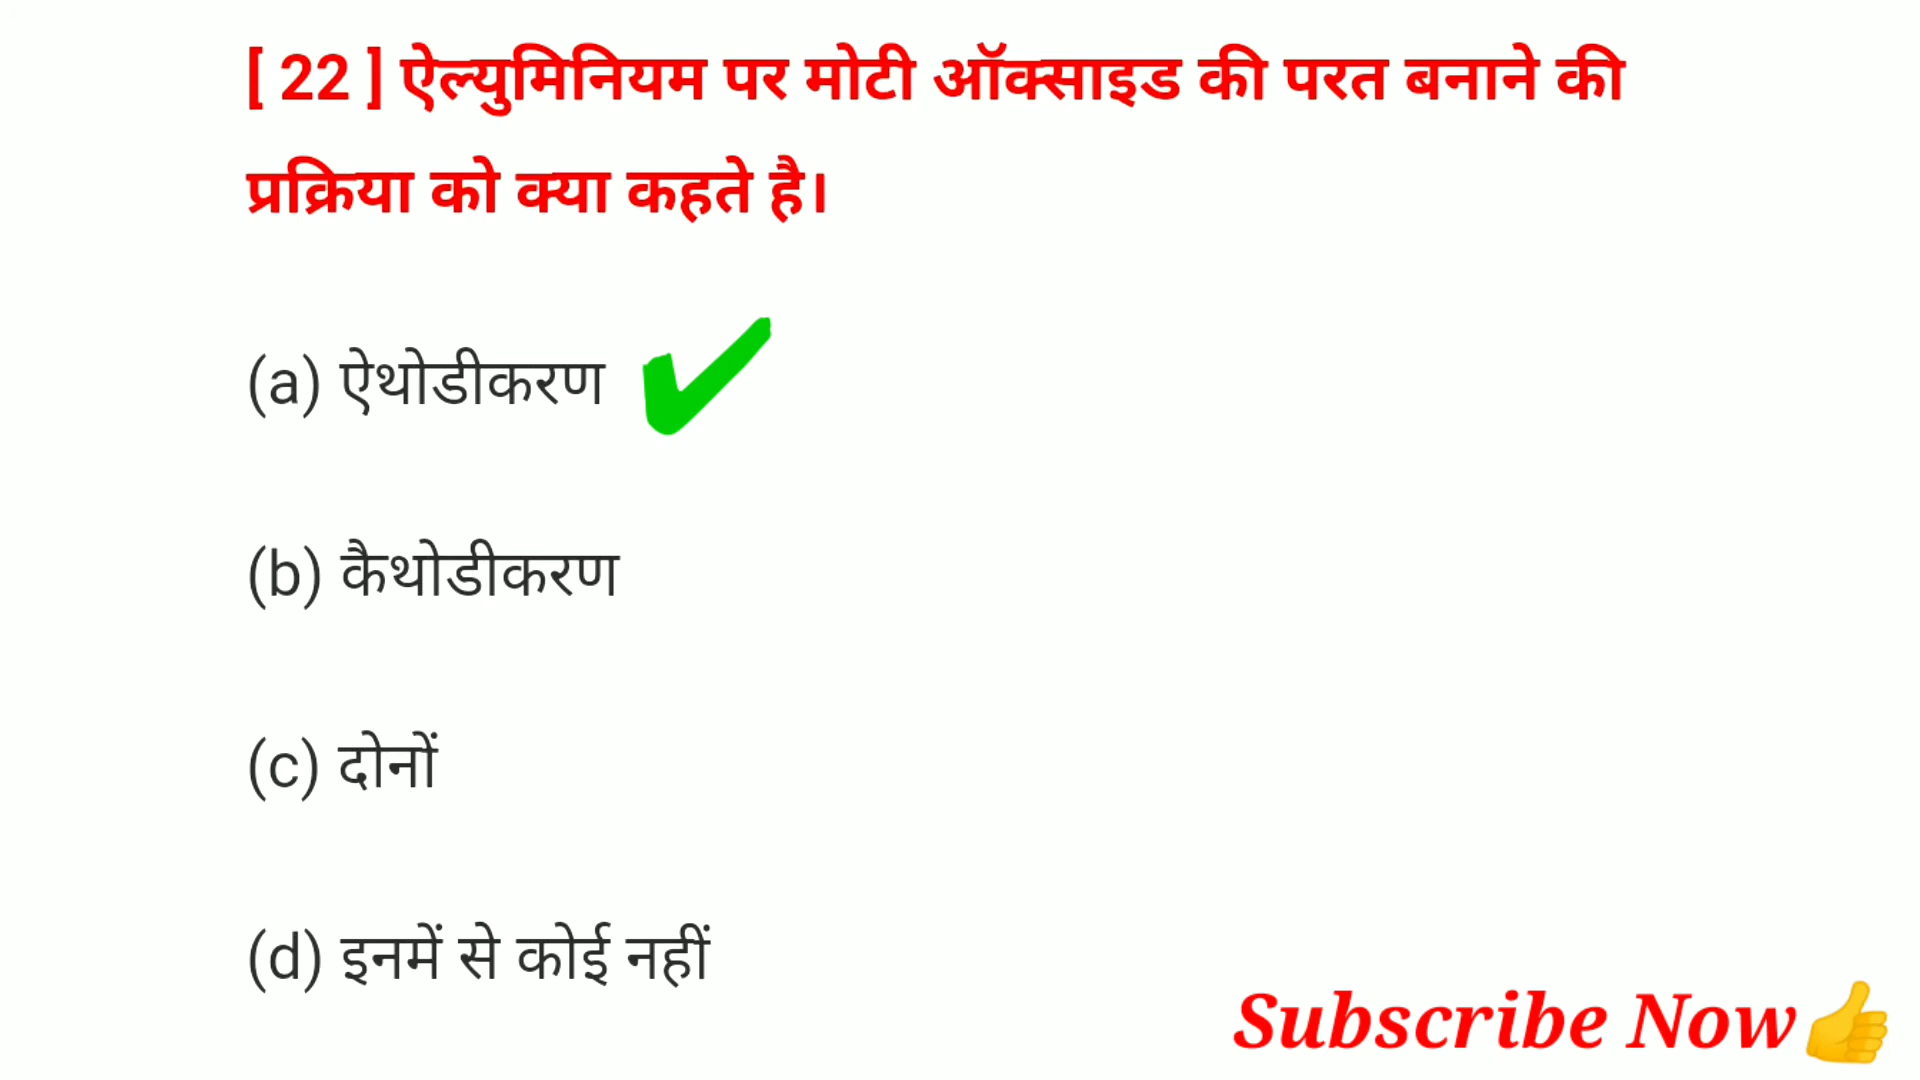 [ 22 ] ऐल्युमिनियम पर मोटी ऑक्साइड की परत बनाने की
प्रक्रिया को क्या कहते है।
(a) ऐथोडीकरण
(b) कैथोडीकरण
(c) दोनों
(d) इनमें से कोई नहीं
Subscribe Now